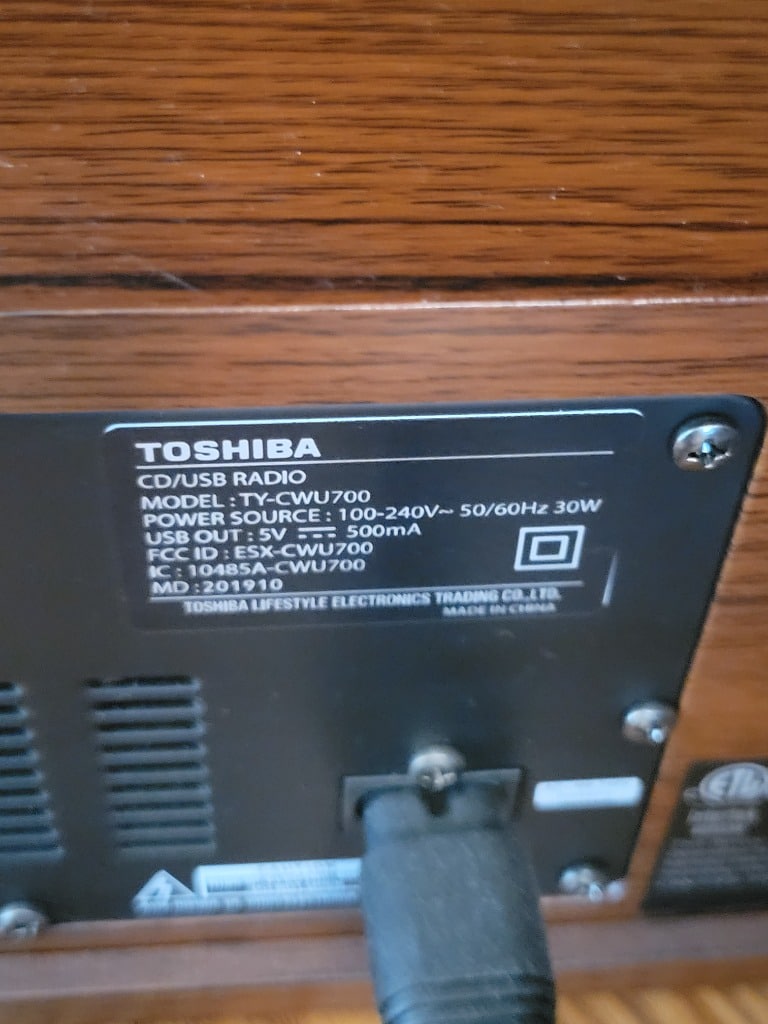 TOSHIBA
CD/USB RADIO
MODEL : TY-CWU700
POWER SOURCE : 100-240V~ 50/60Hz 30W
USB OUT : 5V ⎓ 500mA
FCC ID : ESX-CWU700
IC : 10485A-CWU700
MD : 201910
TOSHIBA LIFESTYLE ELECTRONICS TRADING CO.,LTD.
MADE IN CHINA